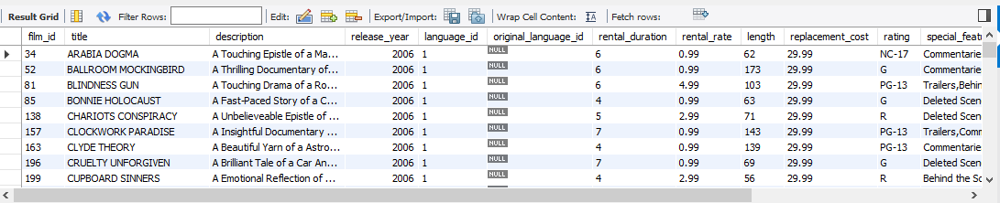 Result Grid Filter Rows: Edit: Export/Import: Wrap Cell Content: Fetch rows:
film_id title description release_year language_id original_language_id rental_duration rental_rate length replacement_cost rating special_feat
34 ARABIA DOGMA A Touching Epistle of a Ma... 2006 1 NULL 6 0.99 62 29.99 NC-17 Commentaries
52 BALLROOM MOCKINGBIRD A Thrilling Documentary of... 2006 1 NULL 6 0.99 173 29.99 G Commentaries
81 BLINDNESS GUN A Touching Drama of a Ro... 2006 1 NULL 6 4.99 103 29.99 PG-13 Trailers,Behin
85 BONNIE HOLOCAUST A Fast-Paced Story of a C... 2006 1 NULL 4 0.99 63 29.99 G Deleted Scen
138 CHARIOTS CONSPIRACY A Unbelieveable Epistle of ... 2006 1 NULL 5 2.99 71 29.99 R Deleted Scen
157 CLOCKWORK PARADISE A Insightful Documentary ... 2006 1 NULL 7 0.99 143 29.99 PG-13 Trailers,Comm
163 CLYDE THEORY A Beautiful Yarn of a Astro... 2006 1 NULL 4 0.99 139 29.99 PG-13 Commentaries
196 CRUELTY UNFORGIVEN A Brilliant Tale of a Car An... 2006 1 NULL 7 0.99 69 29.99 G Deleted Scen
199 CUPBOARD SINNERS A Emotional Reflection of ... 2006 1 NULL 4 2.99 56 29.99 R Behind the Sc